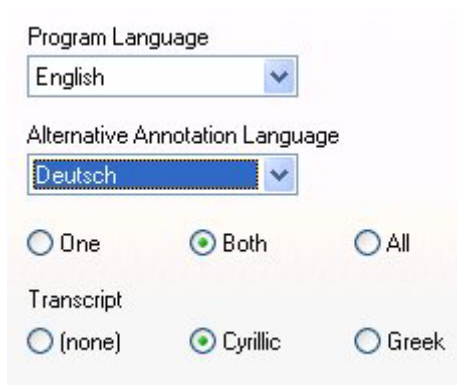 Program Language
English
Alternative Annotation Language
Deutsch
One Both All
Transcript
(none) Cyrillic Greek